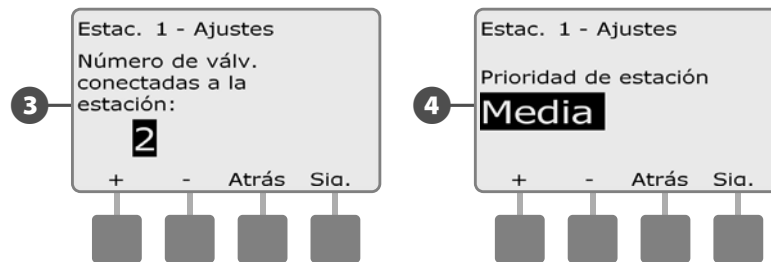 Estac. 1 - Ajustes
Número de válv.
conectadas a la
estación:
2
+ - Atrás Sig.
3
Estac. 1 - Ajustes
Prioridad de estación
Media
+ - Atrás Sig.
4